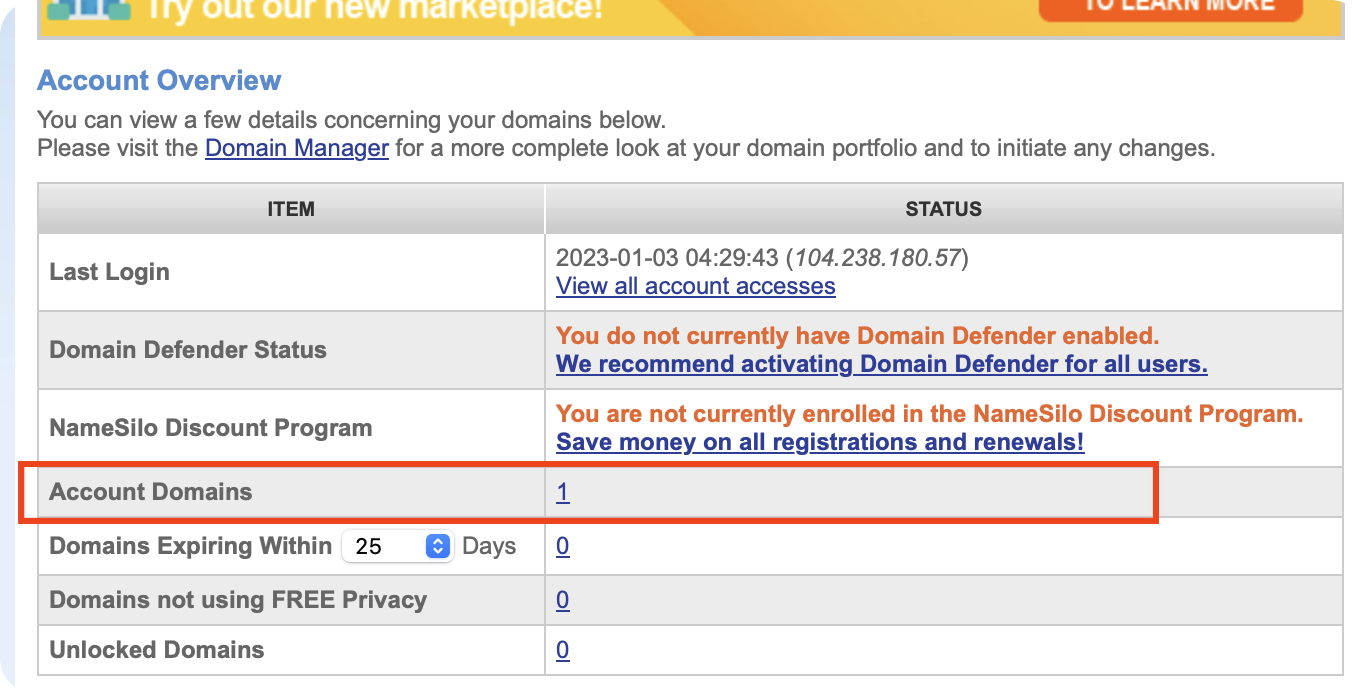 Try out our new marketplace!
TO LEARN MORE
Account Overview
You can view a few details concerning your domains below.
Please visit the Domain Manager for a more complete look at your domain portfolio and to initiate any changes.
ITEM STATUS
Last Login
2023-01-03 04:29:43 (104.238.180.57)
View all account accesses
Domain Defender Status
You do not currently have Domain Defender enabled.
We recommend activating Domain Defender for all users.
NameSilo Discount Program
You are not currently enrolled in the NameSilo Discount Program.
Save money on all registrations and renewals!
Account Domains 1
Domains Expiring Within 25 Days 0
Domains not using FREE Privacy 0
Unlocked Domains 0